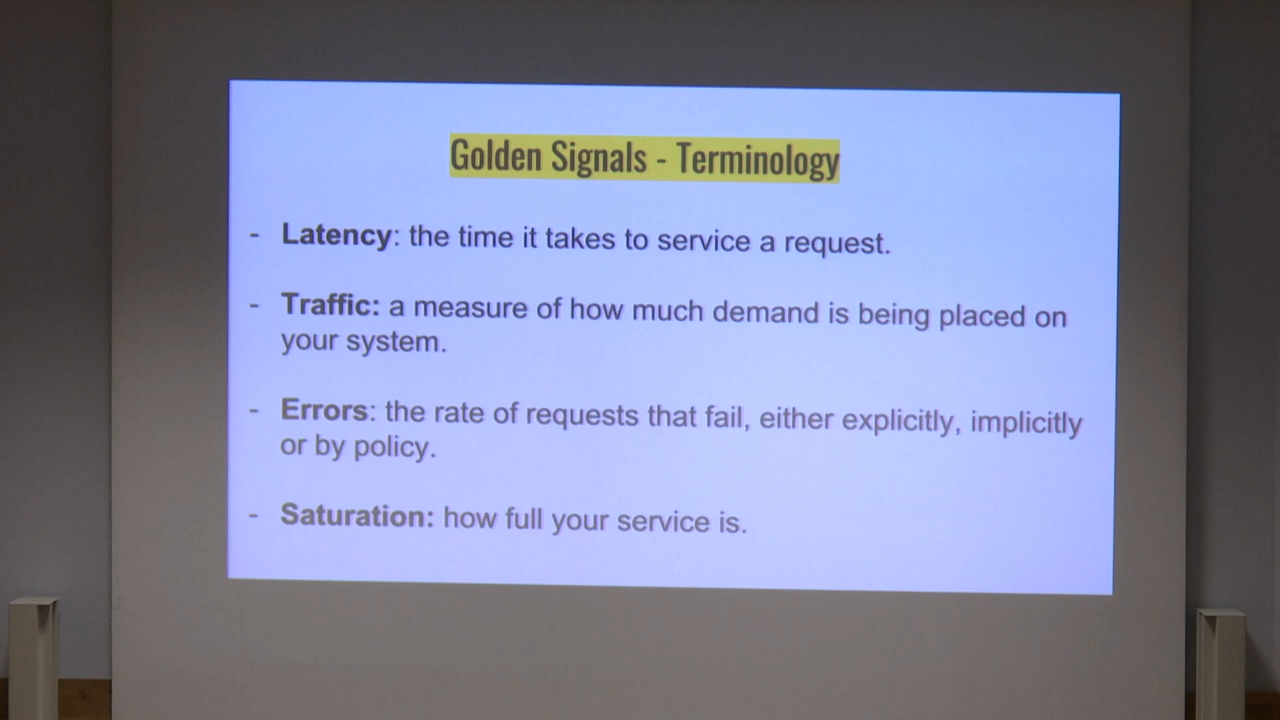 Golden Signals - Terminology
- Latency: the time it takes to service a request.
- Traffic: a measure of how much demand is being placed on
your system.
- Errors: the rate of requests that fail, either explicitly, implicitly
or by policy.
- Saturation: how full your service is.